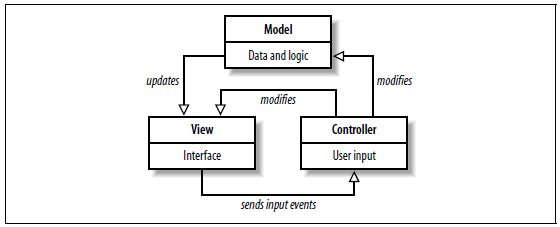 Model
Data and logic
updates
modifies
modifies
View
Controller
Interface
User input
sends input events